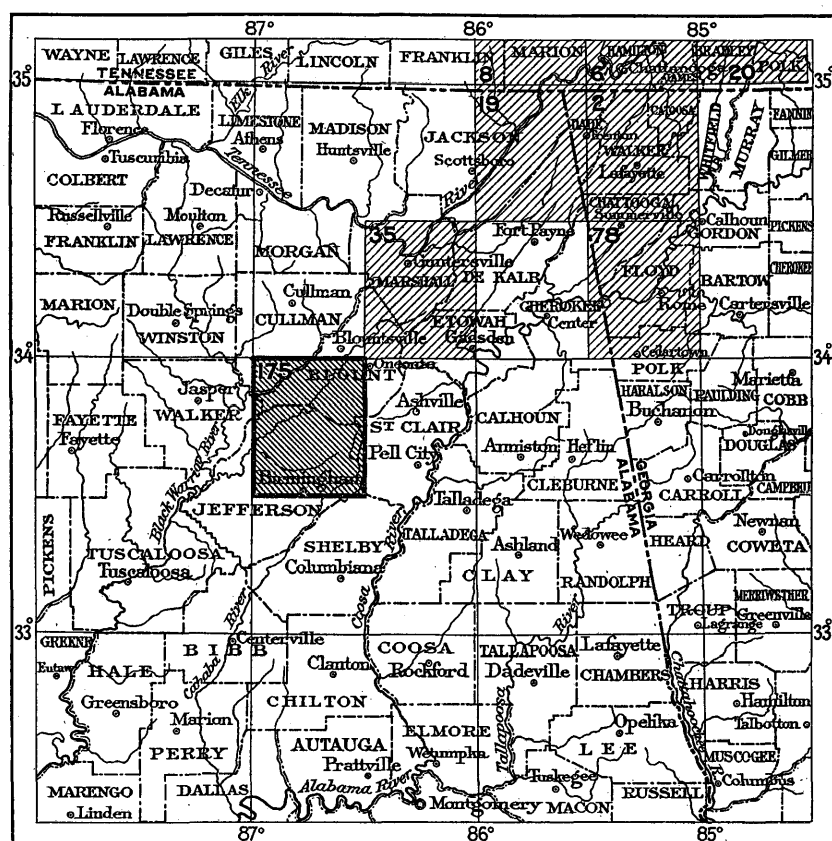 87° 86° 85°
WAYNE LAWRENCE GILES LINCOLN FRANKLIN 8 MARION 6 HAMILTON JAMES BRADLEY 20 POLK
35° TENNESSEE 35°
ALABAMA
Elk River
LAUDERDALE LIMESTONE MADISON JACKSON 19 2 DADE CATOOSA WHITFIELD MURRAY FANNIN
Chattanooga
Florence Athens Huntsville Scottsboro Trenton WALKER GILMER
Tuscumbia Tennessee River Lafayette
COLBERT Decatur CHATTOOGA
Russellville Moulton 35 Fort Payne Summerville Calhoun
FRANKLIN LAWRENCE MORGAN Guntersville 78 GORDON PICKENS
MARSHALL DE KALB FLOYD BARTOW CHEROKEE
MARION Double Springs Cullman CHEROKEE Rome Cartersville
WINSTON CULLMAN ETOWAH Center
Blountsville Gadsden Cedartown
34° 34°
175 BLOUNT Oneonta POLK
Jasper Ashville HARALSON PAULDING Marietta
WALKER ST CLAIR CALHOUN Buchanon COBB
FAYETTE Douglasville
Fayette Pell City Anniston Heflin DOUGLAS
Black Warrior River Birmingham CLEBURNE GEORGIA Carrollton
JEFFERSON Talladega ALABAMA CARROLL CAMPBELL
PICKENS TALLADEGA Wedowee HEARD Newnan
TUSCALOOSA SHELBY Ashland COWETA
Tuscaloosa Columbiana CLAY RANDOLPH
Coosa River MERIWETHER
TROUP Greenville
33° Lagrange 33°
GREENE BIBB Centerville COOSA TALLAPOOSA Lafayette
Eutaw HALE Cahaba River Clanton Rockford Dadeville CHAMBERS HARRIS
Greensboro CHILTON Tallapoosa River Chattahoochee R. Hamilton
Marion ELMORE Opelika Talbotton
PERRY AUTAUGA Wetumpka LEE MUSCOGEE
Prattville Tuskegee
MARENGO DALLAS Alabama River RUSSELL Columbus
Linden Montgomery MACON
87° 86° 85°